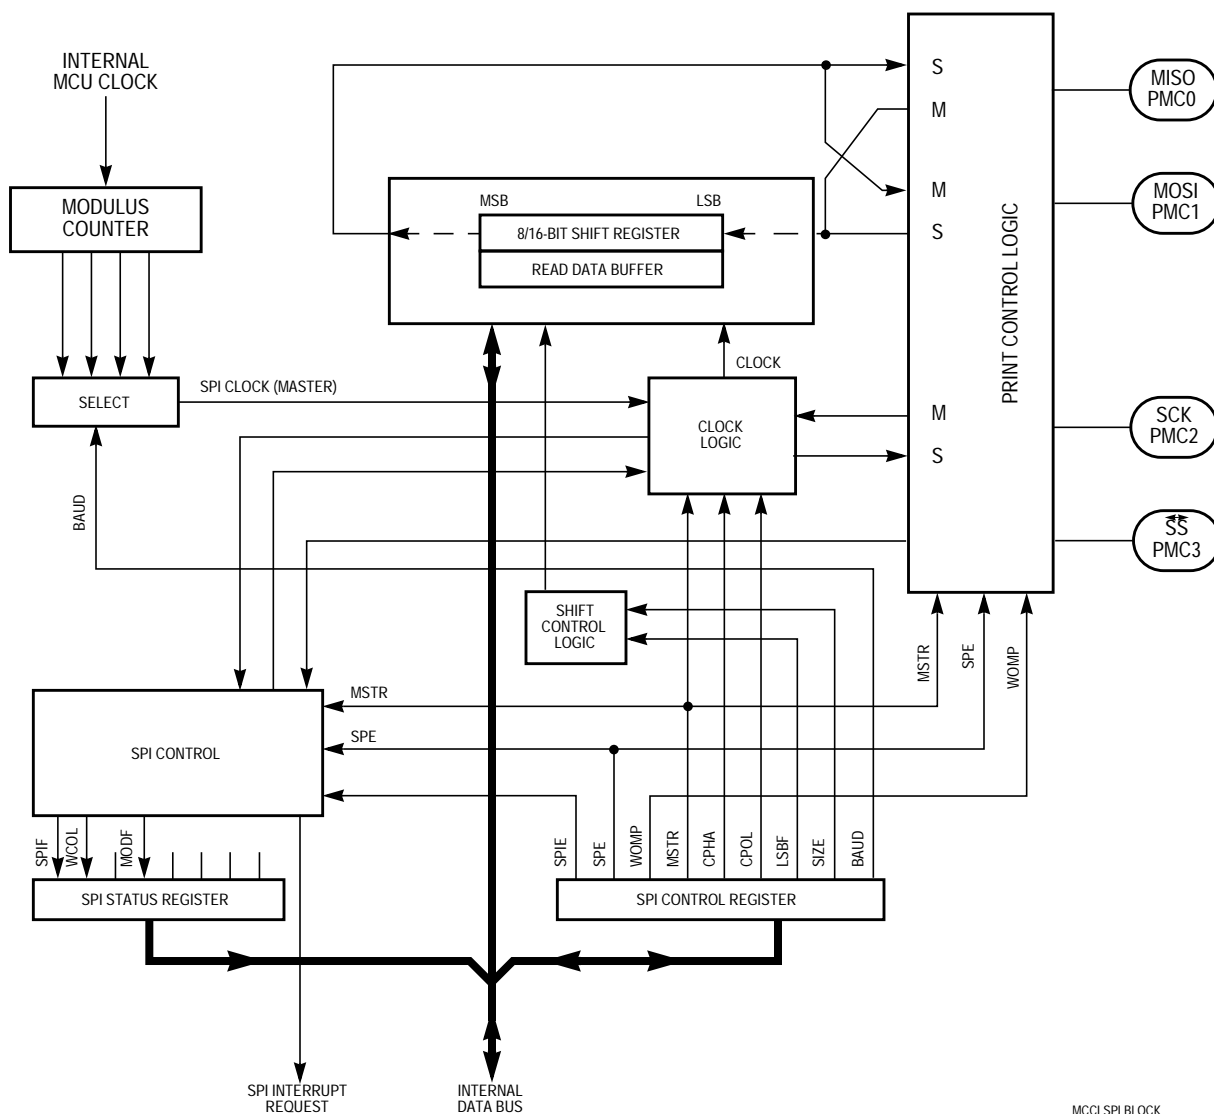 INTERNAL
MCU CLOCK
MODULUS
COUNTER
SELECT
SPI CLOCK (MASTER)
BAUD
MSB
LSB
8/16-BIT SHIFT REGISTER
READ DATA BUFFER
CLOCK
CLOCK
LOGIC
SHIFT
CONTROL
LOGIC
S
M
M
S
M
S
PRINT CONTROL LOGIC
MISO
PMC0
MOSI
PMC1
SCK
PMC2
SS
PMC3
MSTR
SPE
WOMP
MSTR
SPE
SPI CONTROL
SPIF
WCOL
MODF
SPI STATUS REGISTER
SPIE
SPE
WOMP
MSTR
CPHA
CPOL
LSBF
SIZE
BAUD
SPI CONTROL REGISTER
SPI INTERRUPT
REQUEST
INTERNAL
DATA BUS
MCCI SPI BLOCK